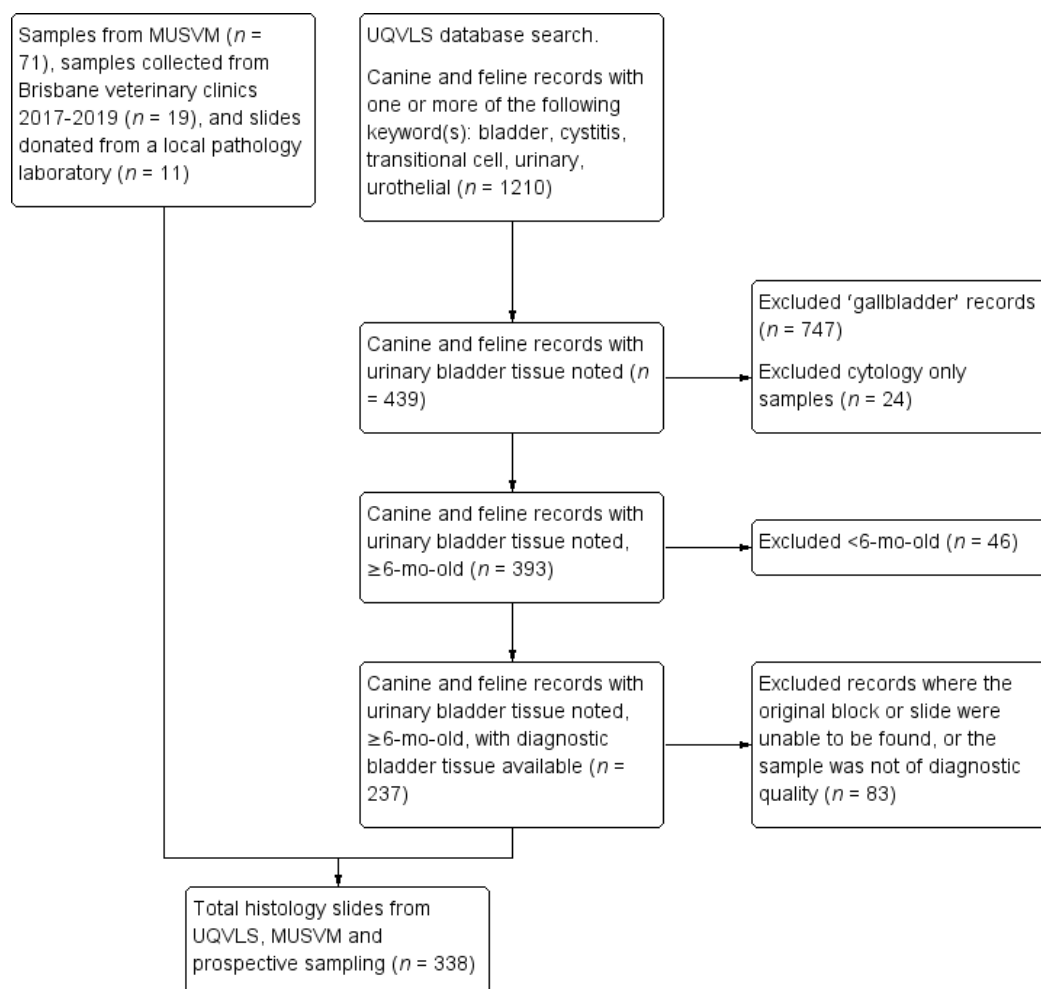 Samples from MUSVM (n =
71), samples collected from
Brisbane veterinary clinics
2017-2019 (n = 19), and slides
donated from a local pathology
laboratory (n = 11)
UQVLS database search.
Canine and feline records with
one or more of the following
keyword(s): bladder, cystitis,
transitional cell, urinary,
urothelial (n = 1210)
Canine and feline records with
urinary bladder tissue noted (n
= 439)
Excluded ‘gallbladder’ records
(n = 747)
Excluded cytology only
samples (n = 24)
Canine and feline records with
urinary bladder tissue noted,
≥6-mo-old (n = 393)
Excluded <6-mo-old (n = 46)
Canine and feline records with
urinary bladder tissue noted,
≥6-mo-old, with diagnostic
bladder tissue available (n =
237)
Excluded records where the
original block or slide were
unable to be found, or the
sample was not of diagnostic
quality (n = 83)
Total histology slides from
UQVLS, MUSVM and
prospective sampling (n = 338)